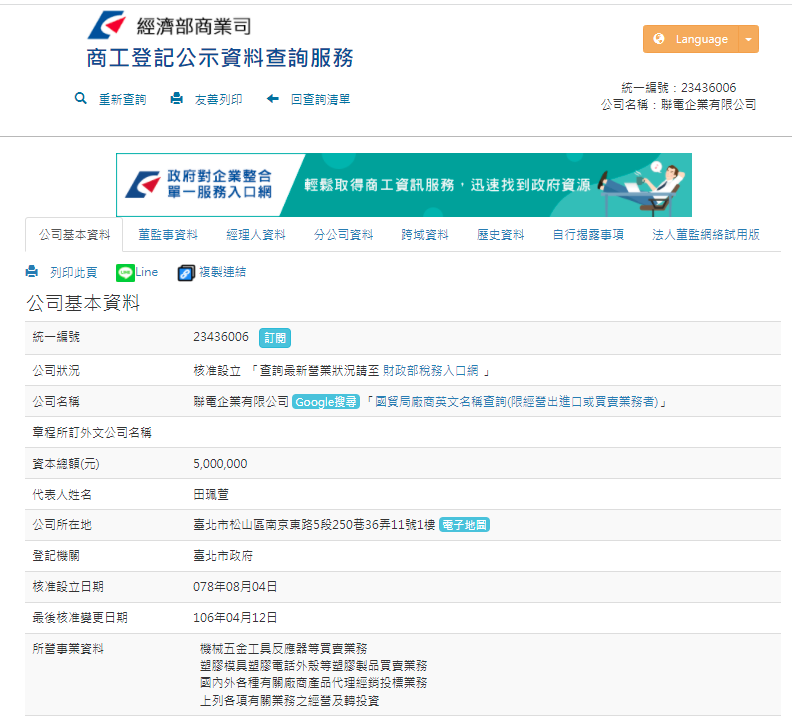 經濟部商業司
商工登記公示資料查詢服務
Language
重新查詢 友善列印 回查詢清單
統一編號：23436006
公司名稱：聯電企業有限公司
政府對企業整合
單一服務入口網
輕鬆取得商工資訊服務，迅速找到政府資源
公司基本資料 董監事資料 經理人資料 分公司資料 跨域資料 歷史資料 自行揭露事項 法人董監網絡試用版
列印此頁 LINE Line 複製連結
公司基本資料
統一編號 23436006 訂閱
公司狀況 核准設立 「查詢最新營業狀況請至 財政部稅務入口網 」
公司名稱 聯電企業有限公司 Google搜尋 「國貿局廠商英文名稱查詢(限經營出進口或買賣業務者)」
章程所訂外文公司名稱
資本總額(元) 5,000,000
代表人姓名 田珮萱
公司所在地 臺北市松山區南京東路5段250巷36弄11號1樓 電子地圖
登記機關 臺北市政府
核准設立日期 078年08月04日
最後核准變更日期 106年04月12日
所營事業資料 機械五金工具反應器等買賣業務
塑膠模具塑膠電話外殼等塑膠製品買賣業務
國內外各種有關廠商產品代理經銷投標業務
上列各項有關業務之經營及轉投資